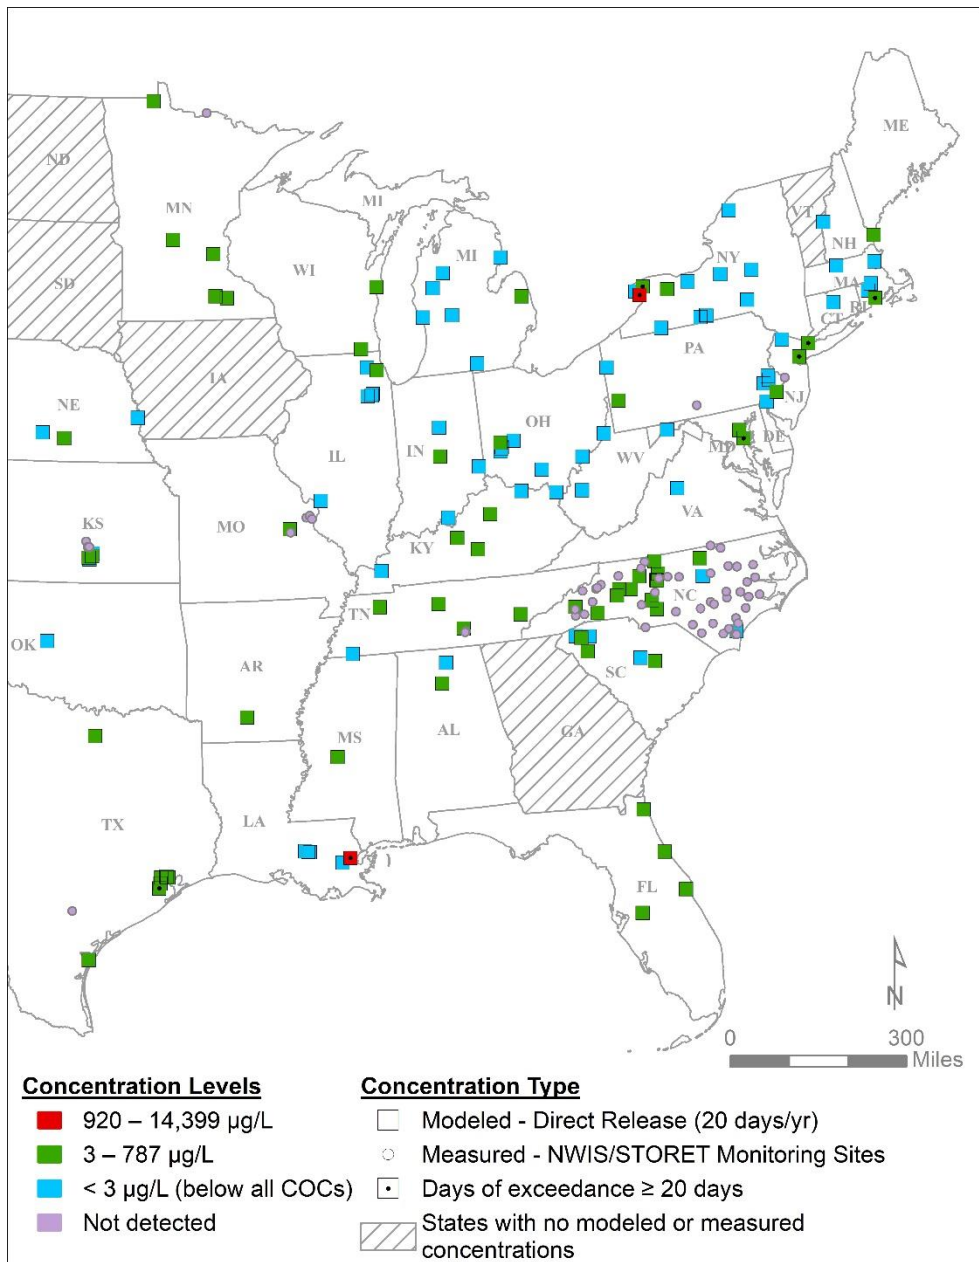 ME
ND
MN
MI
VT
NH
NY
MI
WI
SD
MA
RI
CT
PA
IA
NE
NJ
OH
IL
IN
MD
DE
WV
VA
KS
MO
KY
NC
TN
OK
AR
SC
MS
AL
GA
TX
LA
FL
N
0 300
Miles
Concentration Levels
920 – 14,399 µg/L
3 – 787 µg/L
< 3 µg/L (below all COCs)
Not detected
Concentration Type
Modeled - Direct Release (20 days/yr)
Measured - NWIS/STORET Monitoring Sites
Days of exceedance ≥ 20 days
States with no modeled or measured
concentrations